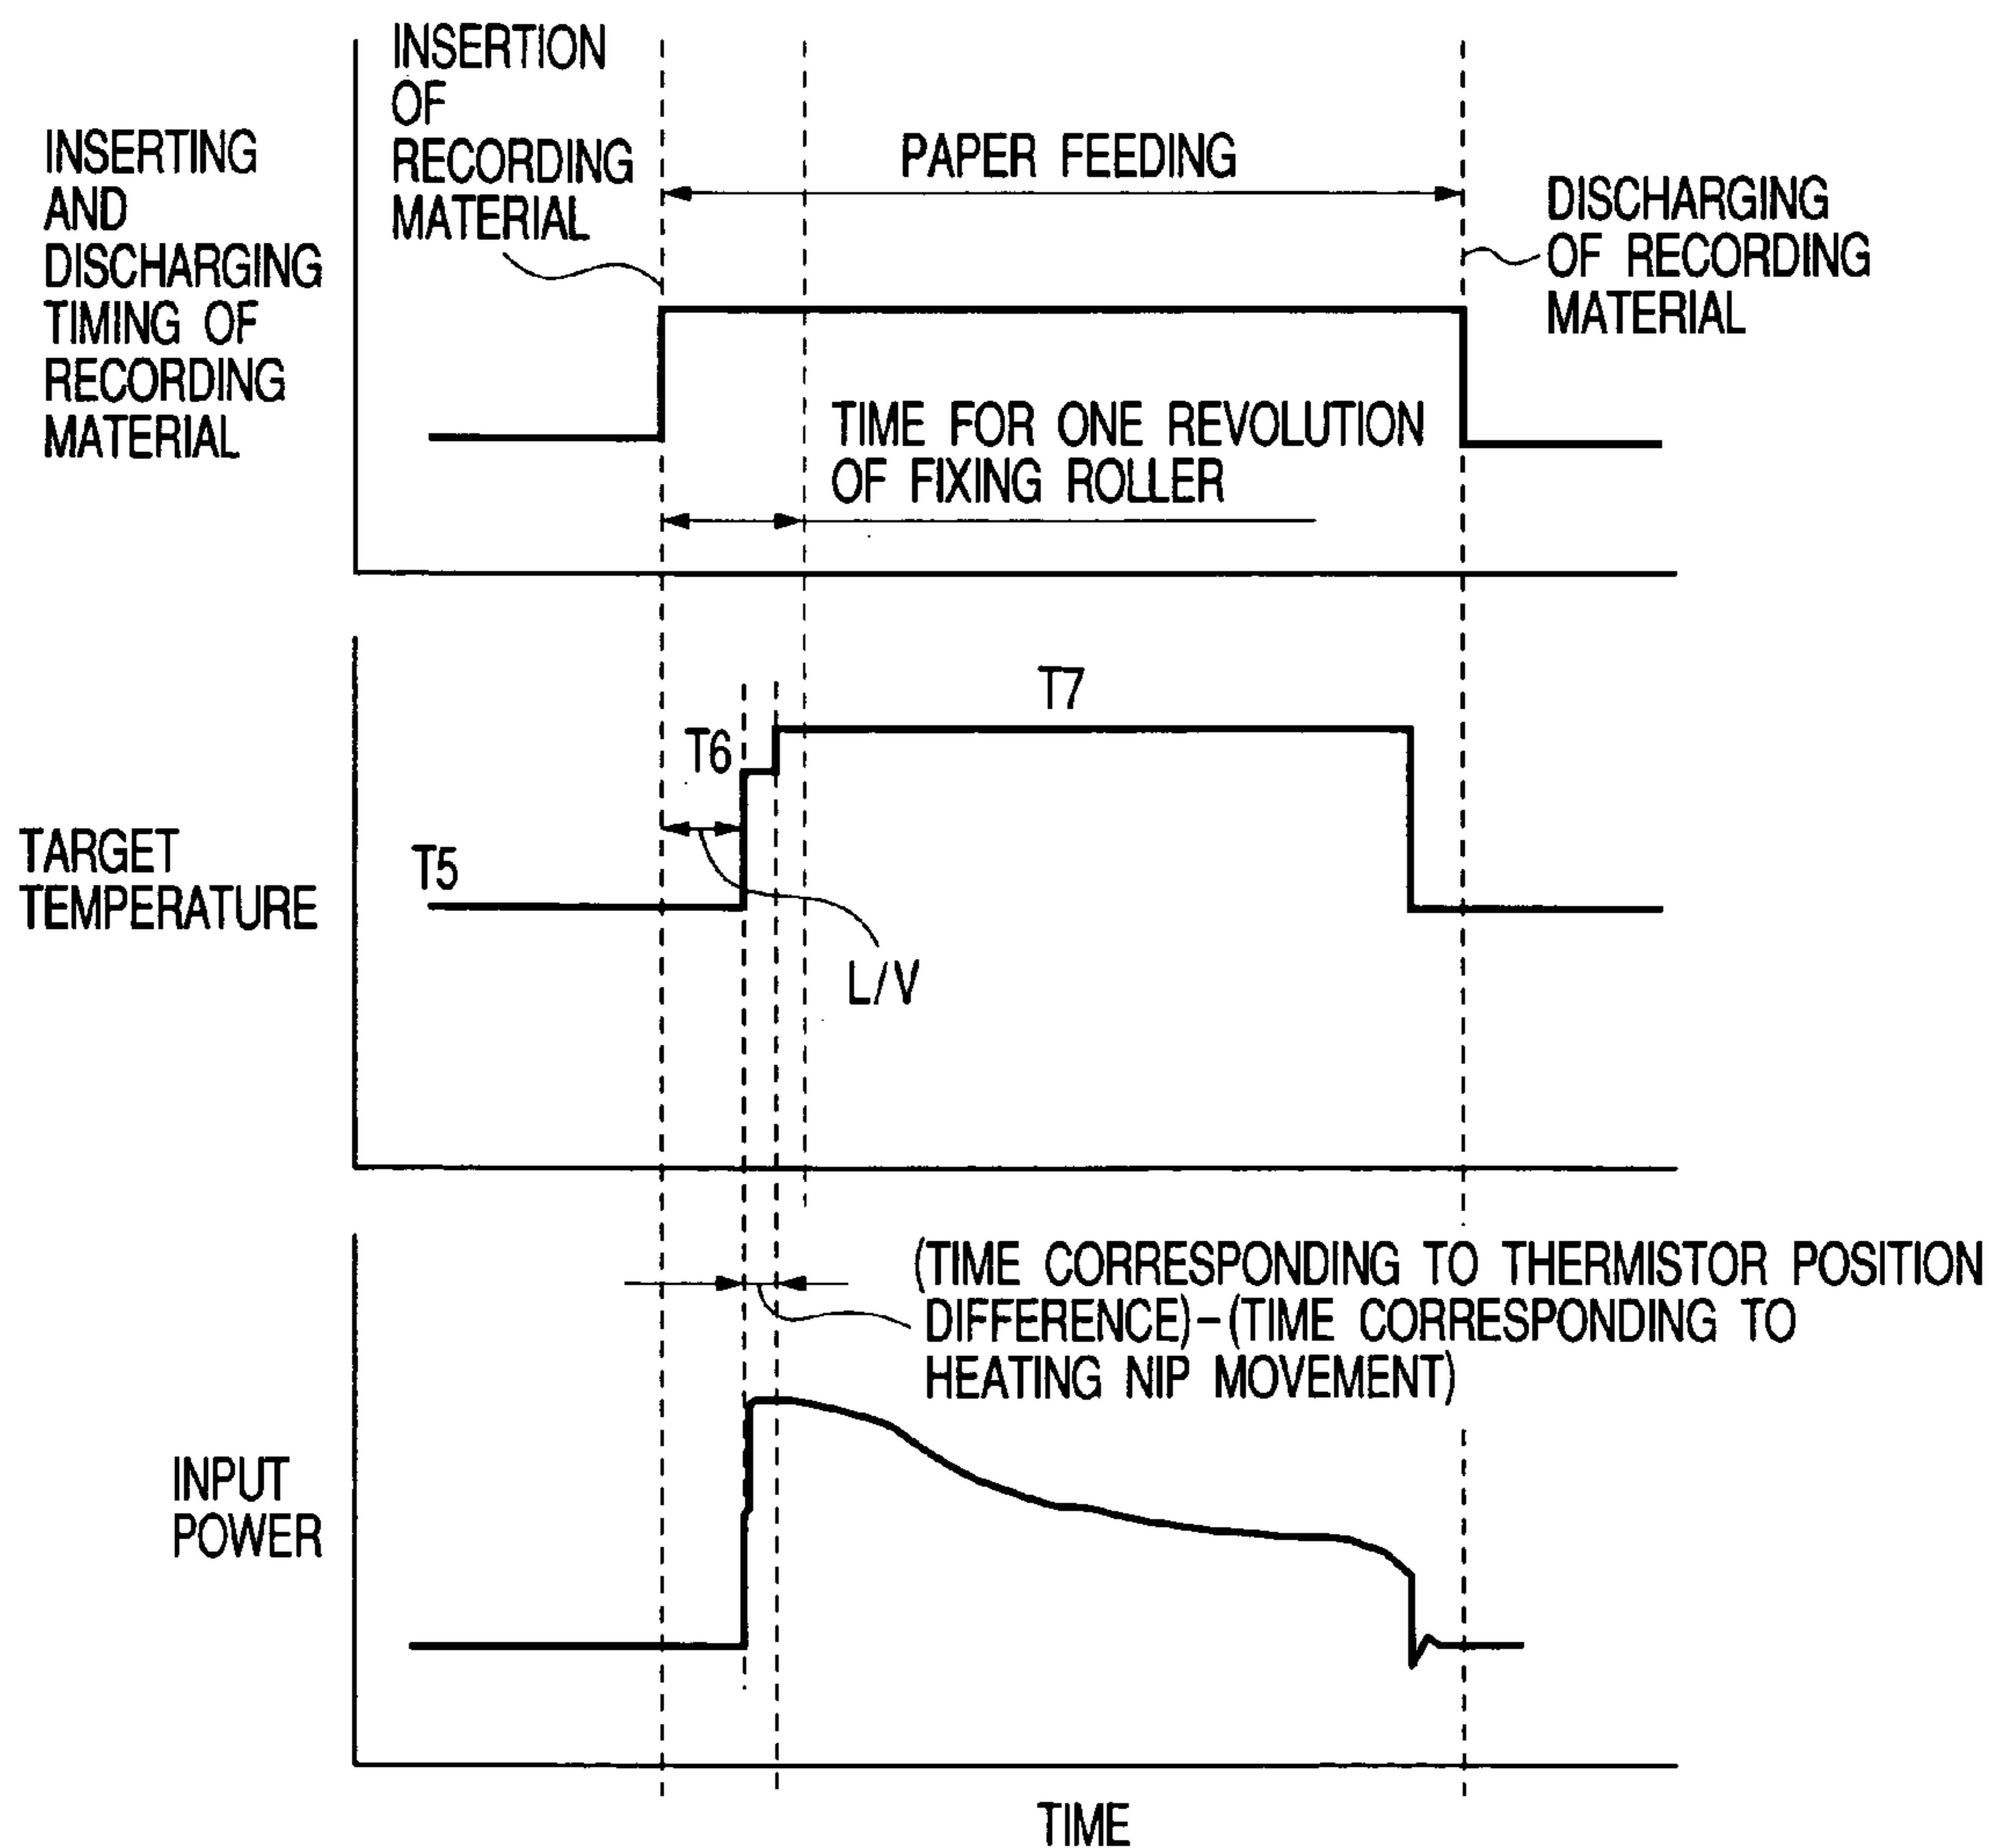 INSERTION
OF
RECORDING
MATERIAL
INSERTING
AND
DISCHARGING
TIMING OF
RECORDING
MATERIAL
PAPER FEEDING
DISCHARGING
OF RECORDING
MATERIAL
TIME FOR ONE REVOLUTION
OF FIXING ROLLER
TARGET
TEMPERATURE
T5
T6
T7
L/V
(TIME CORRESPONDING TO THERMISTOR POSITION
DIFFERENCE)-(TIME CORRESPONDING TO
HEATING NIP MOVEMENT)
INPUT
POWER
TIME